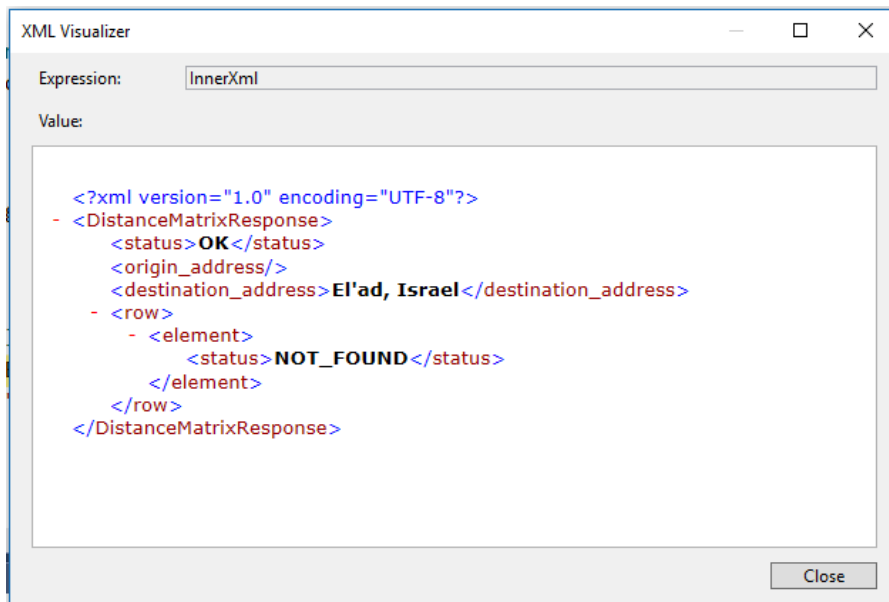 XML Visualizer
Expression: InnerXml
Value:
<?xml version="1.0" encoding="UTF-8"?>
- <DistanceMatrixResponse>
<status>OK</status>
<origin_address/>
<destination_address>El'ad, Israel</destination_address>
- <row>
- <element>
<status>NOT_FOUND</status>
</element>
</row>
</DistanceMatrixResponse>
Close